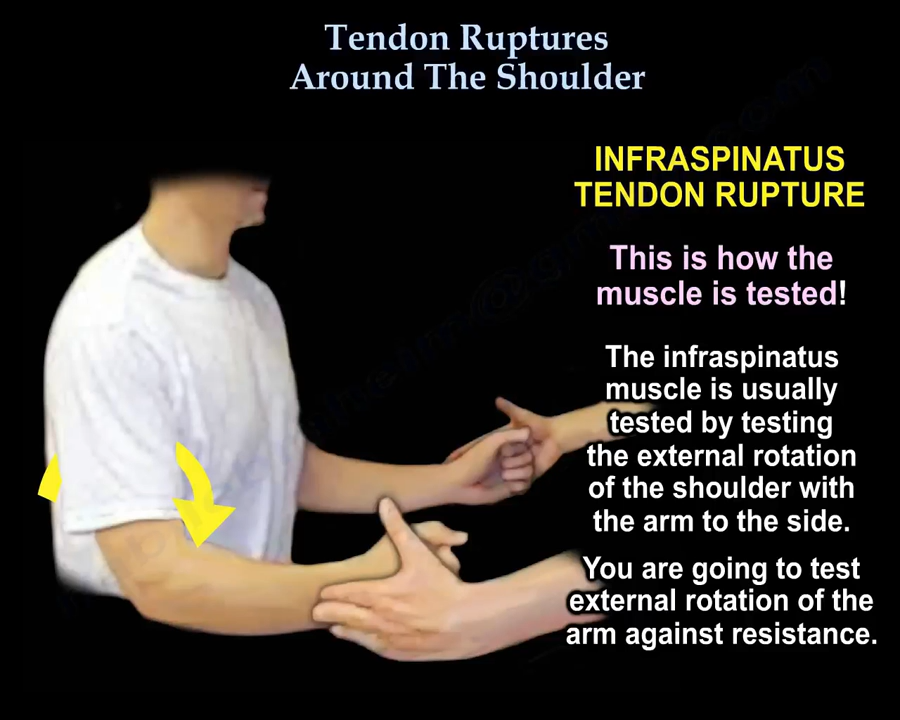 Tendon Ruptures
Around The Shoulder
INFRASPINATUS
TENDON RUPTURE
This is how the
muscle is tested!
The infraspinatus
muscle is usually
tested by testing
the external rotation
of the shoulder with
the arm to the side.
You are going to test
external rotation of the
arm against resistance.